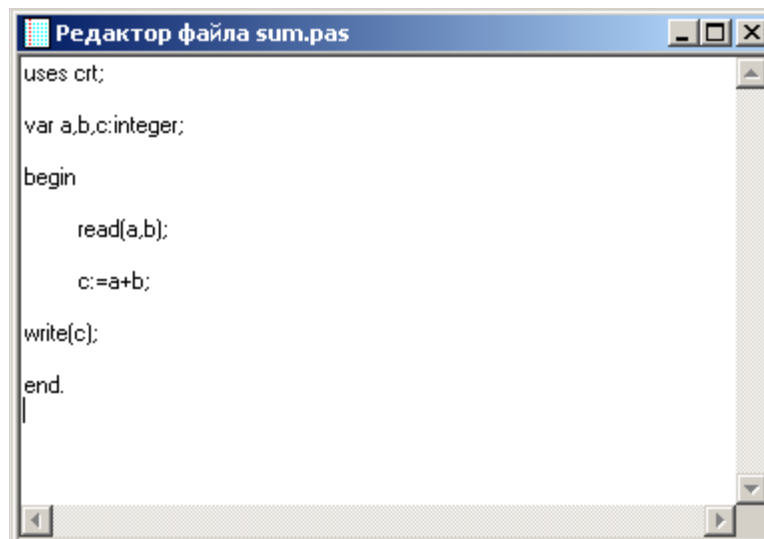 Редактор файла sum.pas
uses crt;
var a,b,c:integer;
begin
read(a,b);
c:=a+b;
write(c);
end.